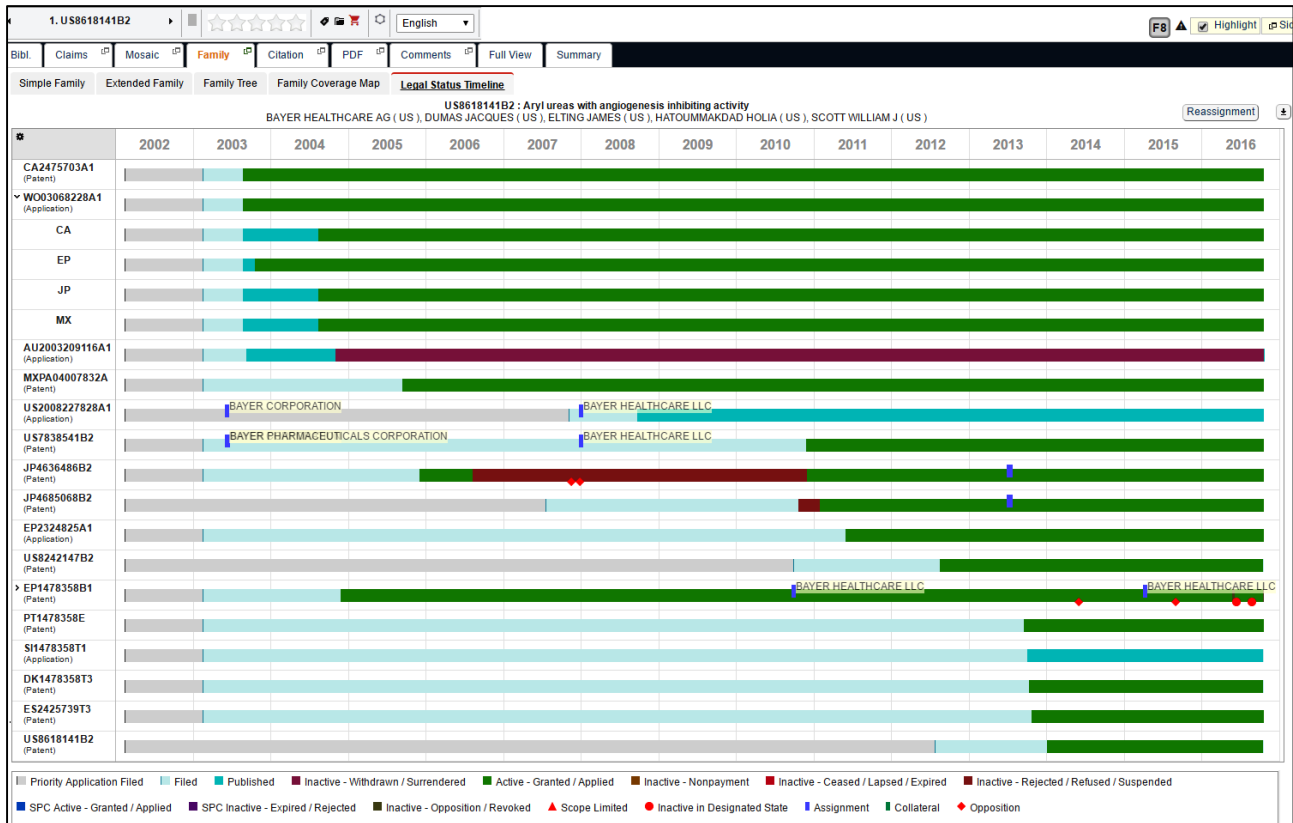 1. US8618141B2 English F8 Highlight Sid
Bibl. Claims Mosaic Family Citation PDF Comments Full View Summary
Simple Family Extended Family Family Tree Family Coverage Map Legal Status Timeline
US8618141B2 : Aryl ureas with angiogenesis inhibiting activity
BAYER HEALTHCARE AG ( US ), DUMAS JACQUES ( US ), ELTING JAMES ( US ), HATOUMMAKDAD HOLIA ( US ), SCOTT WILLIAM J ( US )
Reassignment
2002 2003 2004 2005 2006 2007 2008 2009 2010 2011 2012 2013 2014 2015 2016
CA2475703A1
(Patent)
WO03068228A1
(Application)
CA
EP
JP
MX
AU2003209116A1
(Application)
MXPA04007832A
(Patent)
US2008227828A1 BAYER CORPORATION BAYER HEALTHCARE LLC
(Application)
US7838541B2 BAYER PHARMACEUTICALS CORPORATION BAYER HEALTHCARE LLC
(Patent)
JP4636486B2
(Patent)
JP4685068B2
(Patent)
EP2324825A1
(Application)
US8242147B2
(Patent)
EP1478358B1 BAYER HEALTHCARE LLC BAYER HEALTHCARE LLC
(Patent)
PT1478358E
(Patent)
SI1478358T1
(Application)
DK1478358T3
(Patent)
ES2425739T3
(Patent)
US8618141B2
(Patent)
Priority Application Filed Filed Published Inactive - Withdrawn / Surrendered Active - Granted / Applied Inactive - Nonpayment Inactive - Ceased / Lapsed / Expired Inactive - Rejected / Refused / Suspended
SPC Active - Granted / Applied SPC Inactive - Expired / Rejected Inactive - Opposition / Revoked Scope Limited Inactive in Designated State Assignment Collateral Opposition